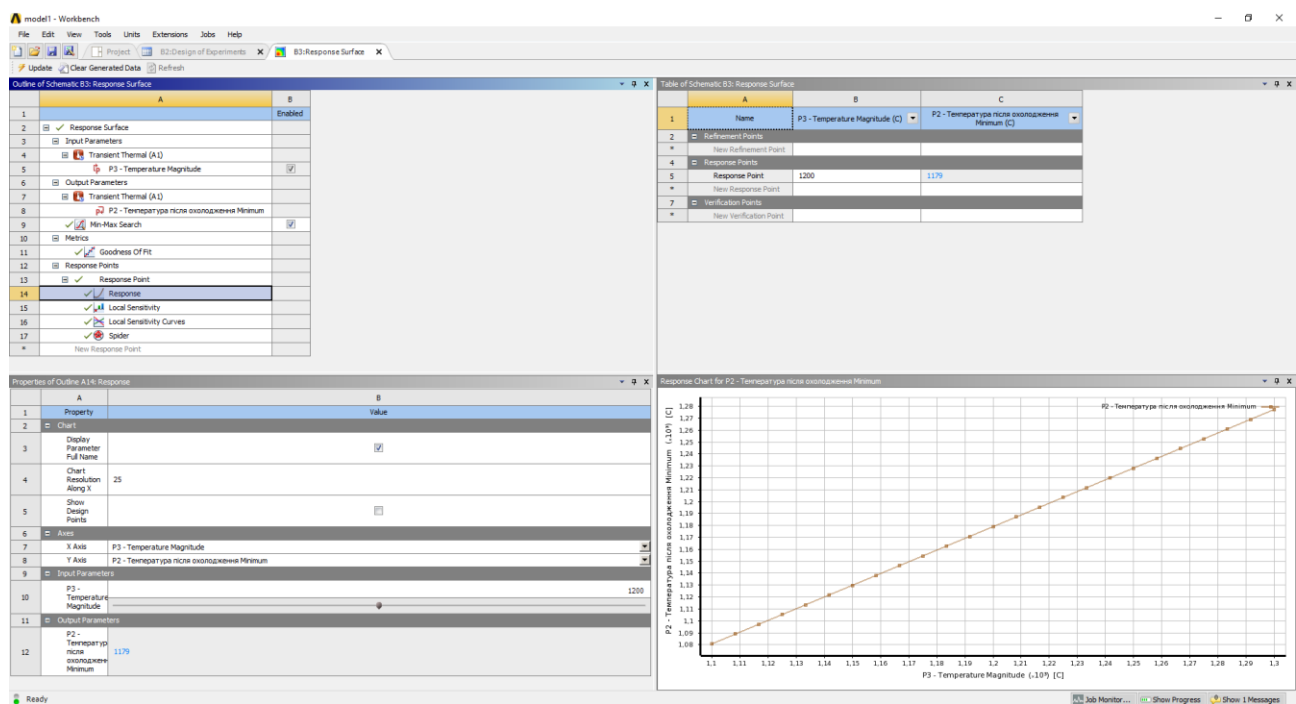 model1 - Workbench
File Edit View Tools Units Extensions Jobs Help
Project B2:Design of Experiments X B3:Response Surface X
Update Clear Generated Data Refresh
Outline of Schematic B3: Response Surface
A B
1 Enabled
2 Response Surface
3 Input Parameters
4 Transient Thermal (A1)
5 P3 - Temperature Magnitude
6 Output Parameters
7 Transient Thermal (A1)
8 P2 - Температура після охолодження Minimum
9 Min-Max Search
10 Metrics
11 Goodness Of Fit
12 Response Points
13 Response Point
14 Response
15 Local Sensitivity
16 Local Sensitivity Curves
17 Spider
* New Response Point
Table of Schematic B3: Response Surface
A B C
1 Name P3 - Temperature Magnitude (C) P2 - Температура після охолодження Minimum (C)
2 Refinement Points
* New Refinement Point
4 Response Points
5 Response Point 1200 1179
* New Response Point
7 Verification Points
* New Verification Point
Properties of Outline A14: Response
A B
1 Property Value
2 Chart
3 Display Parameter Full Name
4 Chart Resolution Along X 25
5 Show Design Points
6 Axes
7 X Axis P3 - Temperature Magnitude
8 Y Axis P2 - Температура після охолодження Minimum
9 Input Parameters
10 P3 - Temperature Magnitude 1200
11 Output Parameters
12 P2 - Температур після охолоджен Minimum 1179
Response Chart for P2 - Температура після охолодження Minimum
P2 - Температура після охолодження Minimum
P2 - Температура після охолодження Minimum (.10³) [C]
1,28
1,27
1,26
1,25
1,24
1,23
1,22
1,21
1,2
1,19
1,18
1,17
1,16
1,15
1,14
1,13
1,12
1,11
1,1
1,09
1,08
1,1 1,11 1,12 1,13 1,14 1,15 1,16 1,17 1,18 1,19 1,2 1,21 1,22 1,23 1,24 1,25 1,26 1,27 1,28 1,29 1,3
P3 - Temperature Magnitude (.10³) [C]
Ready
Job Monitor... Show Progress Show 1 Messages